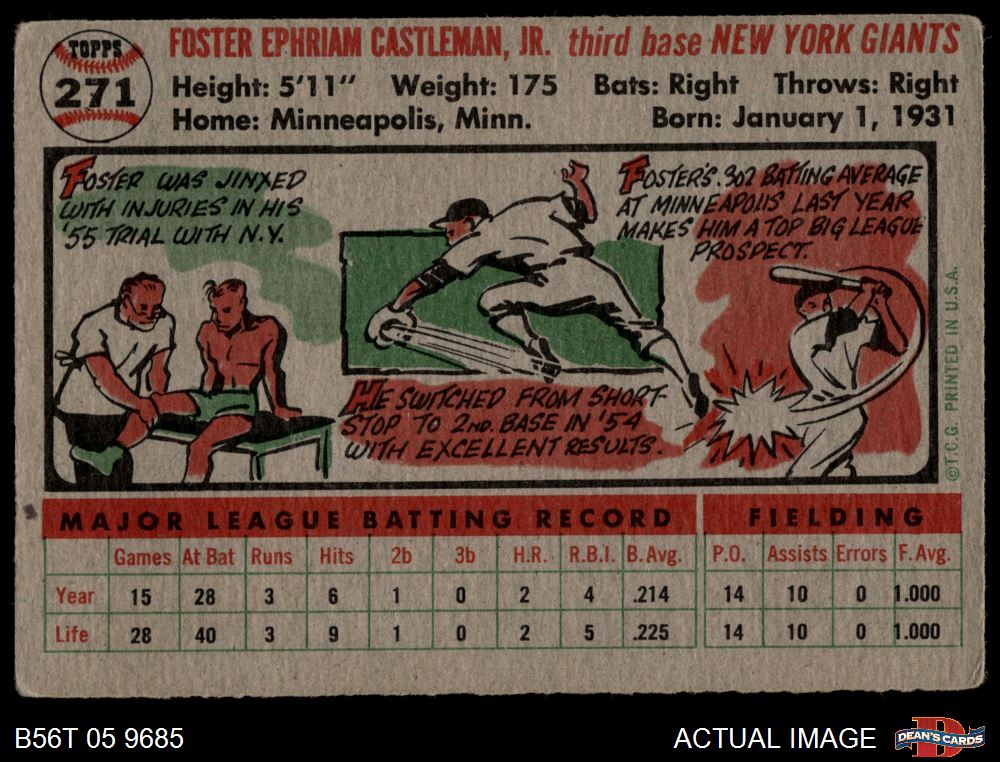 TOPPS
271
FOSTER EPHRIAM CASTLEMAN, JR. third base NEW YORK GIANTS
Height: 5'11" Weight: 175 Bats: Right Throws: Right
Home: Minneapolis, Minn. Born: January 1, 1931
FOSTER WAS JINXED
WITH INJURIES IN HIS
'55 TRIAL WITH N.Y.
HE SWITCHED FROM SHORT-
STOP TO 2ND. BASE IN '54
WITH EXCELLENT RESULTS.
FOSTER'S .302 BATTING AVERAGE
AT MINNEAPOLIS LAST YEAR
MAKES HIM A TOP BIG LEAGUE
PROSPECT.
©T.C.G. PRINTED IN U.S.A.
MAJOR LEAGUE BATTING RECORD FIELDING
Games At Bat Runs Hits 2b 3b H.R. R.B.I. B. Avg. P.O. Assists Errors F. Avg.
Year 15 28 3 6 1 0 2 4 .214 14 10 0 1.000
Life 28 40 3 9 1 0 2 5 .225 14 10 0 1.000
B56T 05 9685 ACTUAL IMAGE DEAN'S CARDS